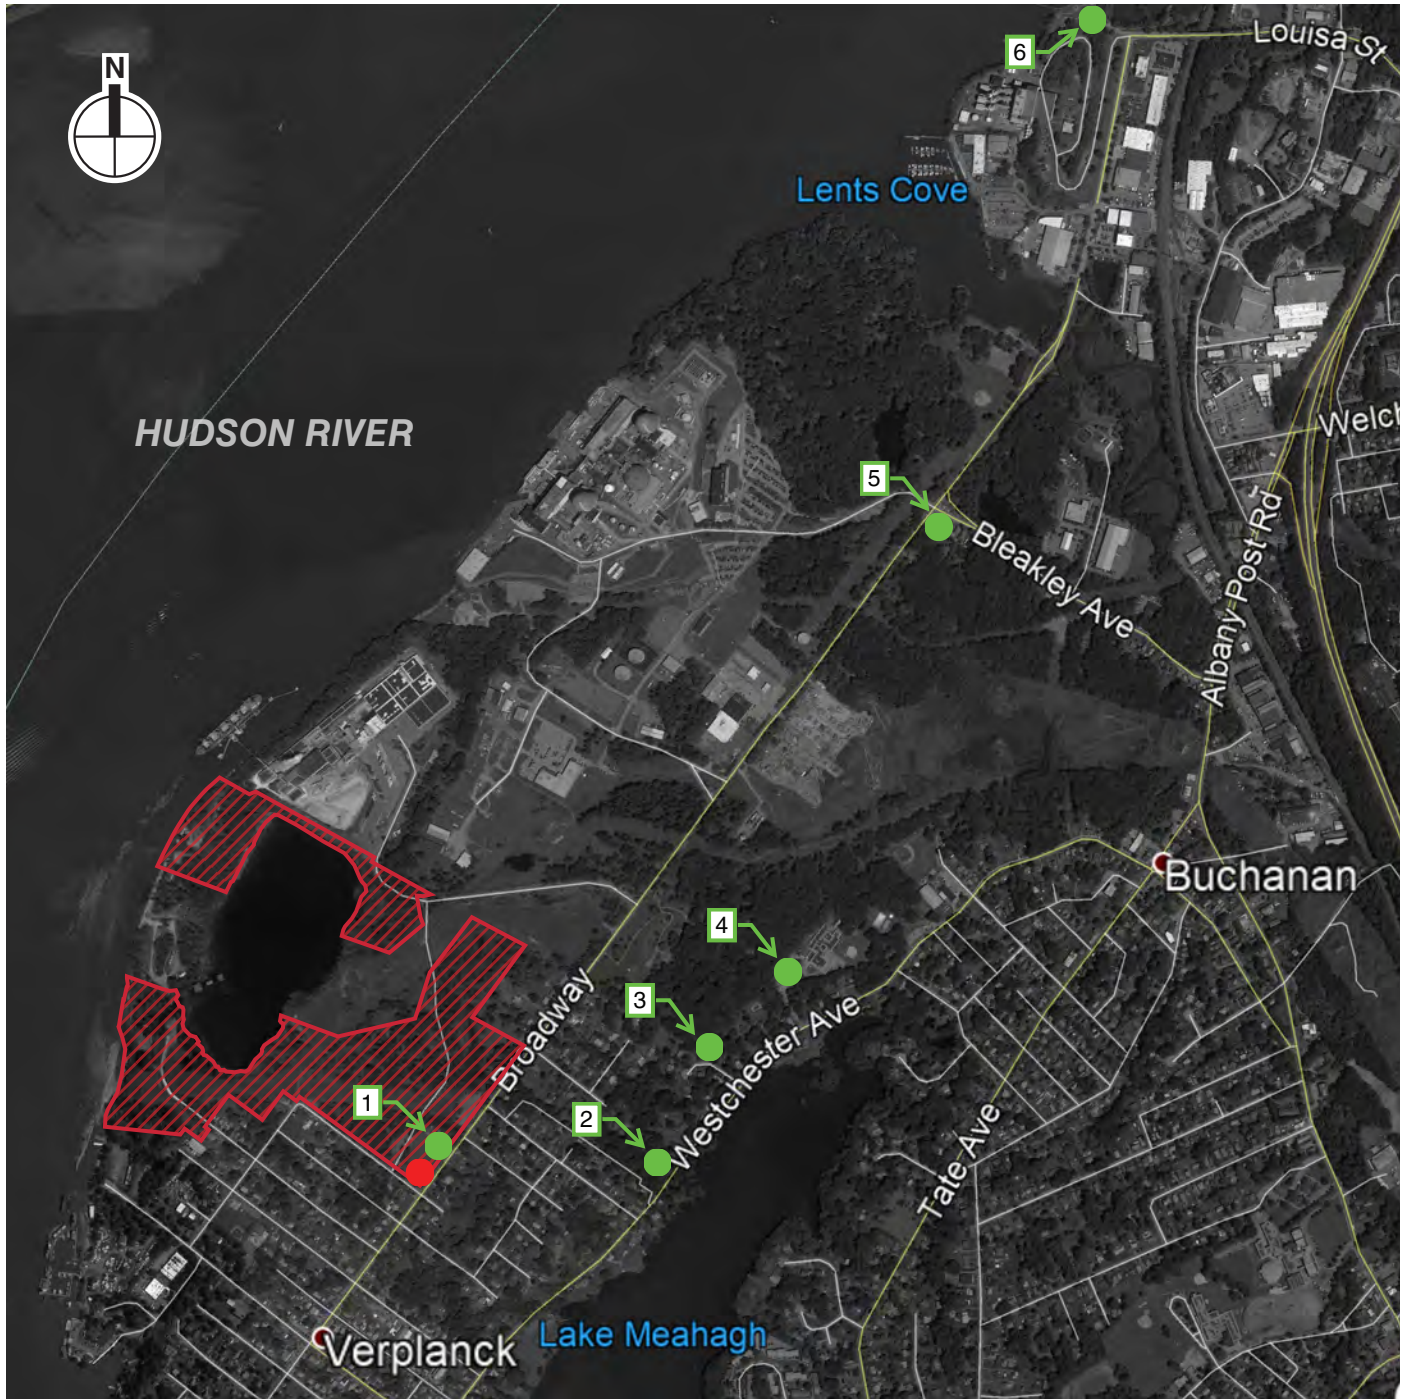 N
6
Louisa St
Lents Cove
HUDSON RIVER
Welch
5
Bleakley Ave
Albany Post Rd
Buchanan
4
3
Broadway
Westchester Ave
1
2
Tate Ave
Verplanck
Lake Meahagh